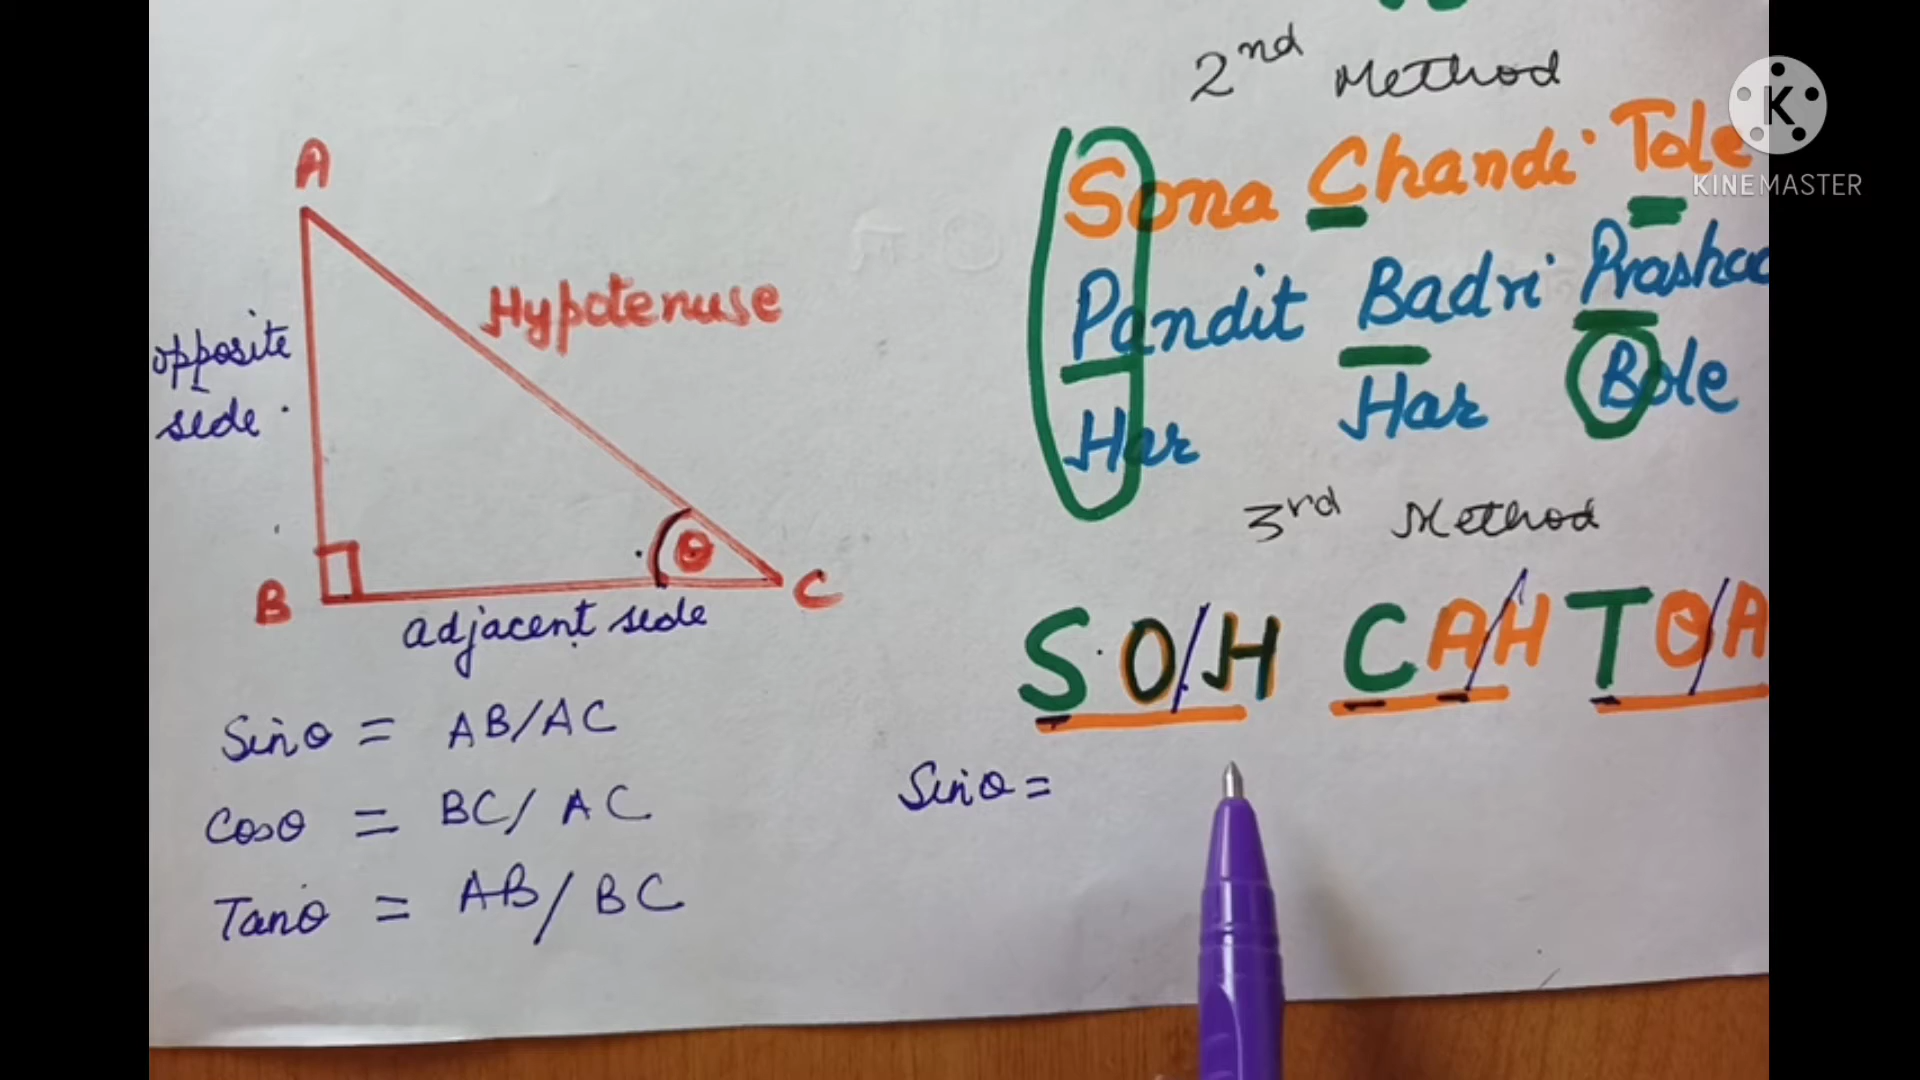 2nd Method
Sona Chandi Tole
Pandit Badri Prashad
Har Har Bole
3rd Method
S O/H C A/H T O/A
Sinθ =
A
Hypotenuse
opposite
side
B
θ
C
adjacent side
Sinθ = AB/AC
Cosθ = BC/AC
Tanθ = AB/BC
K
KINEMASTER